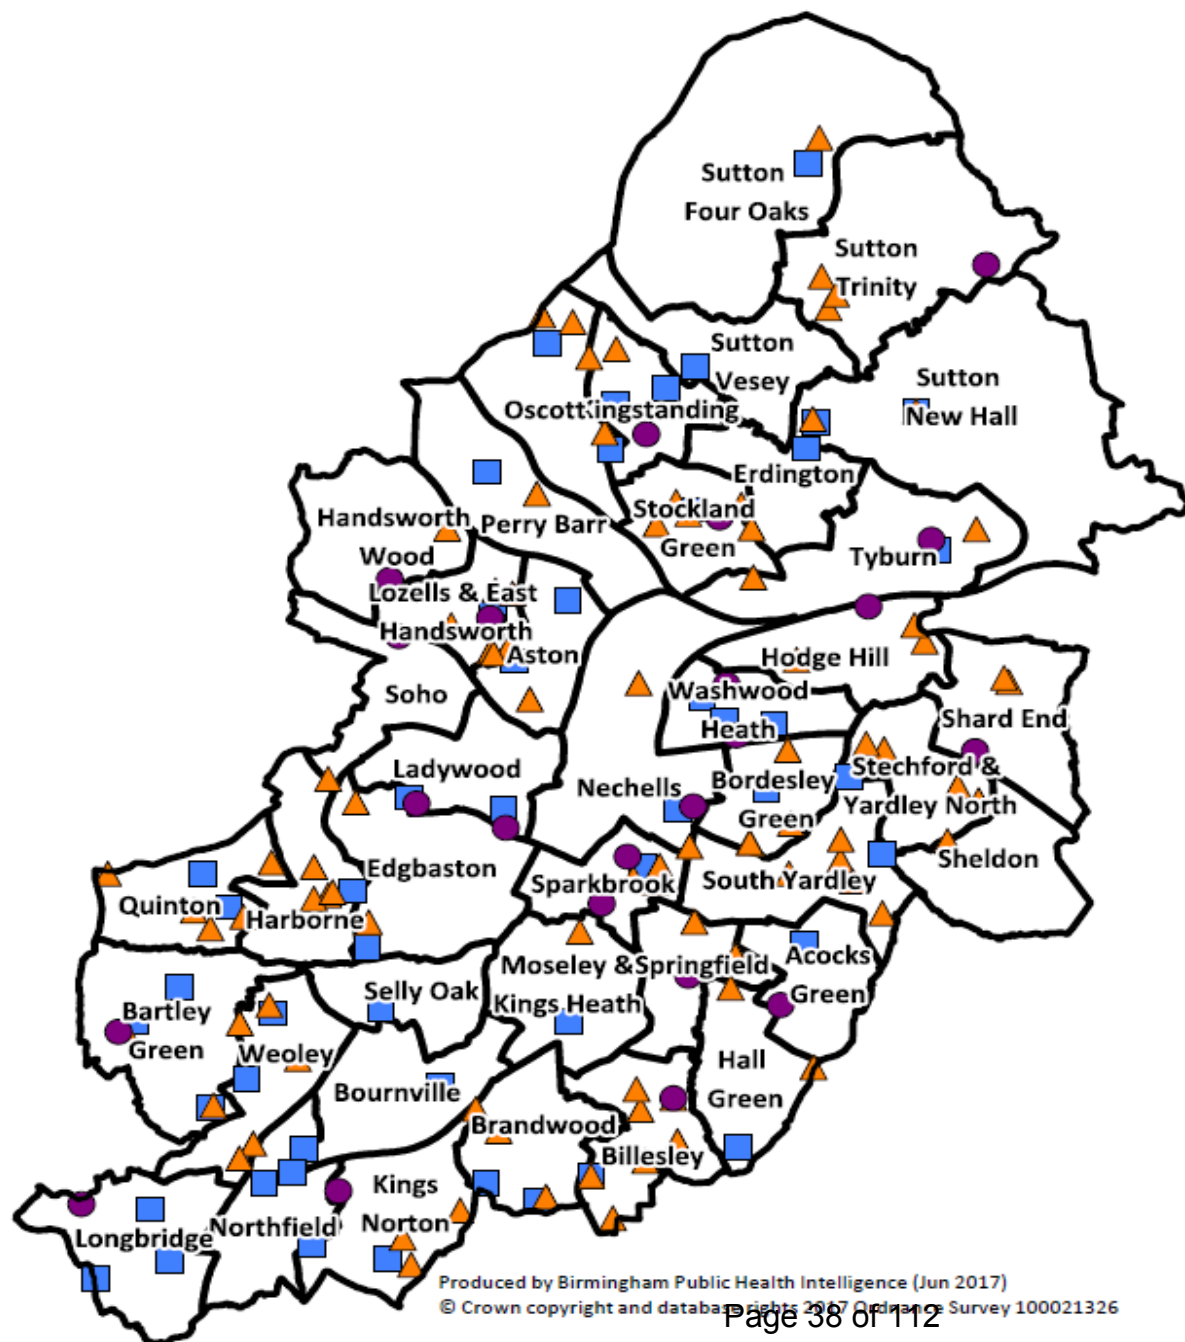 Sutton
Four Oaks
Sutton
Trinity
Sutton
Vesey
Sutton
New Hall
Oscott
Kingstanding
Erdington
Handsworth
Wood
Perry Barr
Stockland
Green
Tyburn
Lozells & East
Handsworth
Aston
Soho
Hodge Hill
Washwood
Heath
Shard End
Ladywood
Nechells
Bordesley
Green
Stechford &
Yardley North
Edgbaston
Sparkbrook
South Yardley
Sheldon
Quinton
Harborne
Moseley &
Kings Heath
Springfield
Acocks
Green
Selly Oak
Bartley
Green
Weoley
Bournville
Hall
Green
Brandwood
Billesley
Kings
Norton
Longbridge
Northfield
Produced by Birmingham Public Health Intelligence (Jun 2017)
© Crown copyright and database rights 2017 Ordnance Survey 100021326
Page 38 of 112